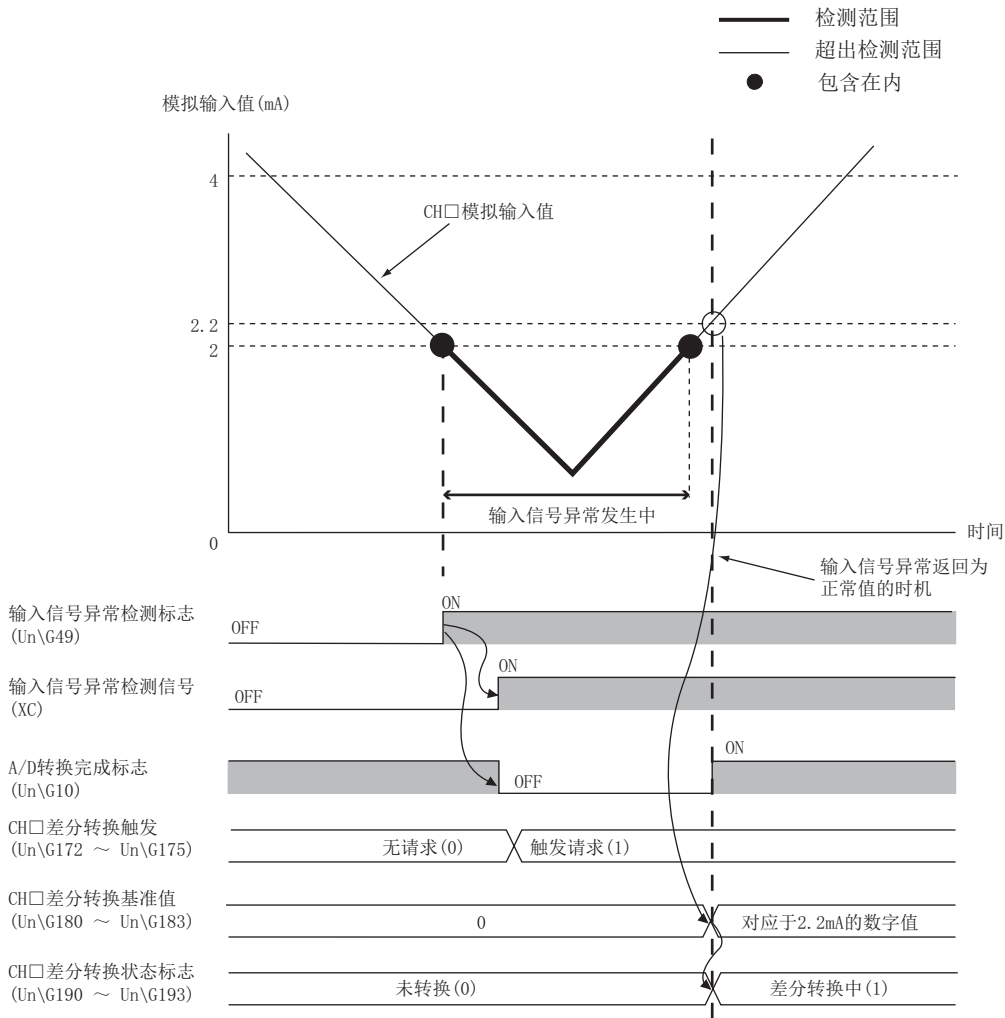 检测范围
超出检测范围
包含在内
模拟输入值(mA)
4
CH□模拟输入值
2.2
2
输入信号异常发生中
0
时间
输入信号异常返回为
正常值的时机
输入信号异常检测标志
(Un\G49)
OFF
ON
输入信号异常检测信号
(XC)
OFF
ON
A/D转换完成标志
(Un\G10)
OFF
ON
CH□差分转换触发
(Un\G172 ～ Un\G175)
无请求(0)
触发请求(1)
CH□差分转换基准值
(Un\G180 ～ Un\G183)
0
对应于2.2mA的数字值
CH□差分转换状态标志
(Un\G190 ～ Un\G193)
未转换(0)
差分转换中(1)